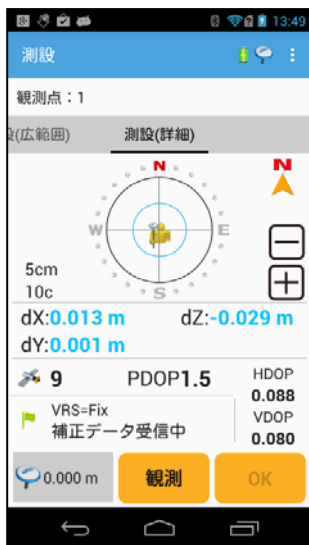 13:49
測設
観測点：1
設(広範囲)
測設(詳細)
N
N
W
E
S
5cm
10c
dX:0.013 m
dZ:-0.029 m
dY:0.001 m
9
PDOP1.5
HDOP
0.088
VRS=Fix
補正データ受信中
VDOP
0.080
0.000 m
観測
OK